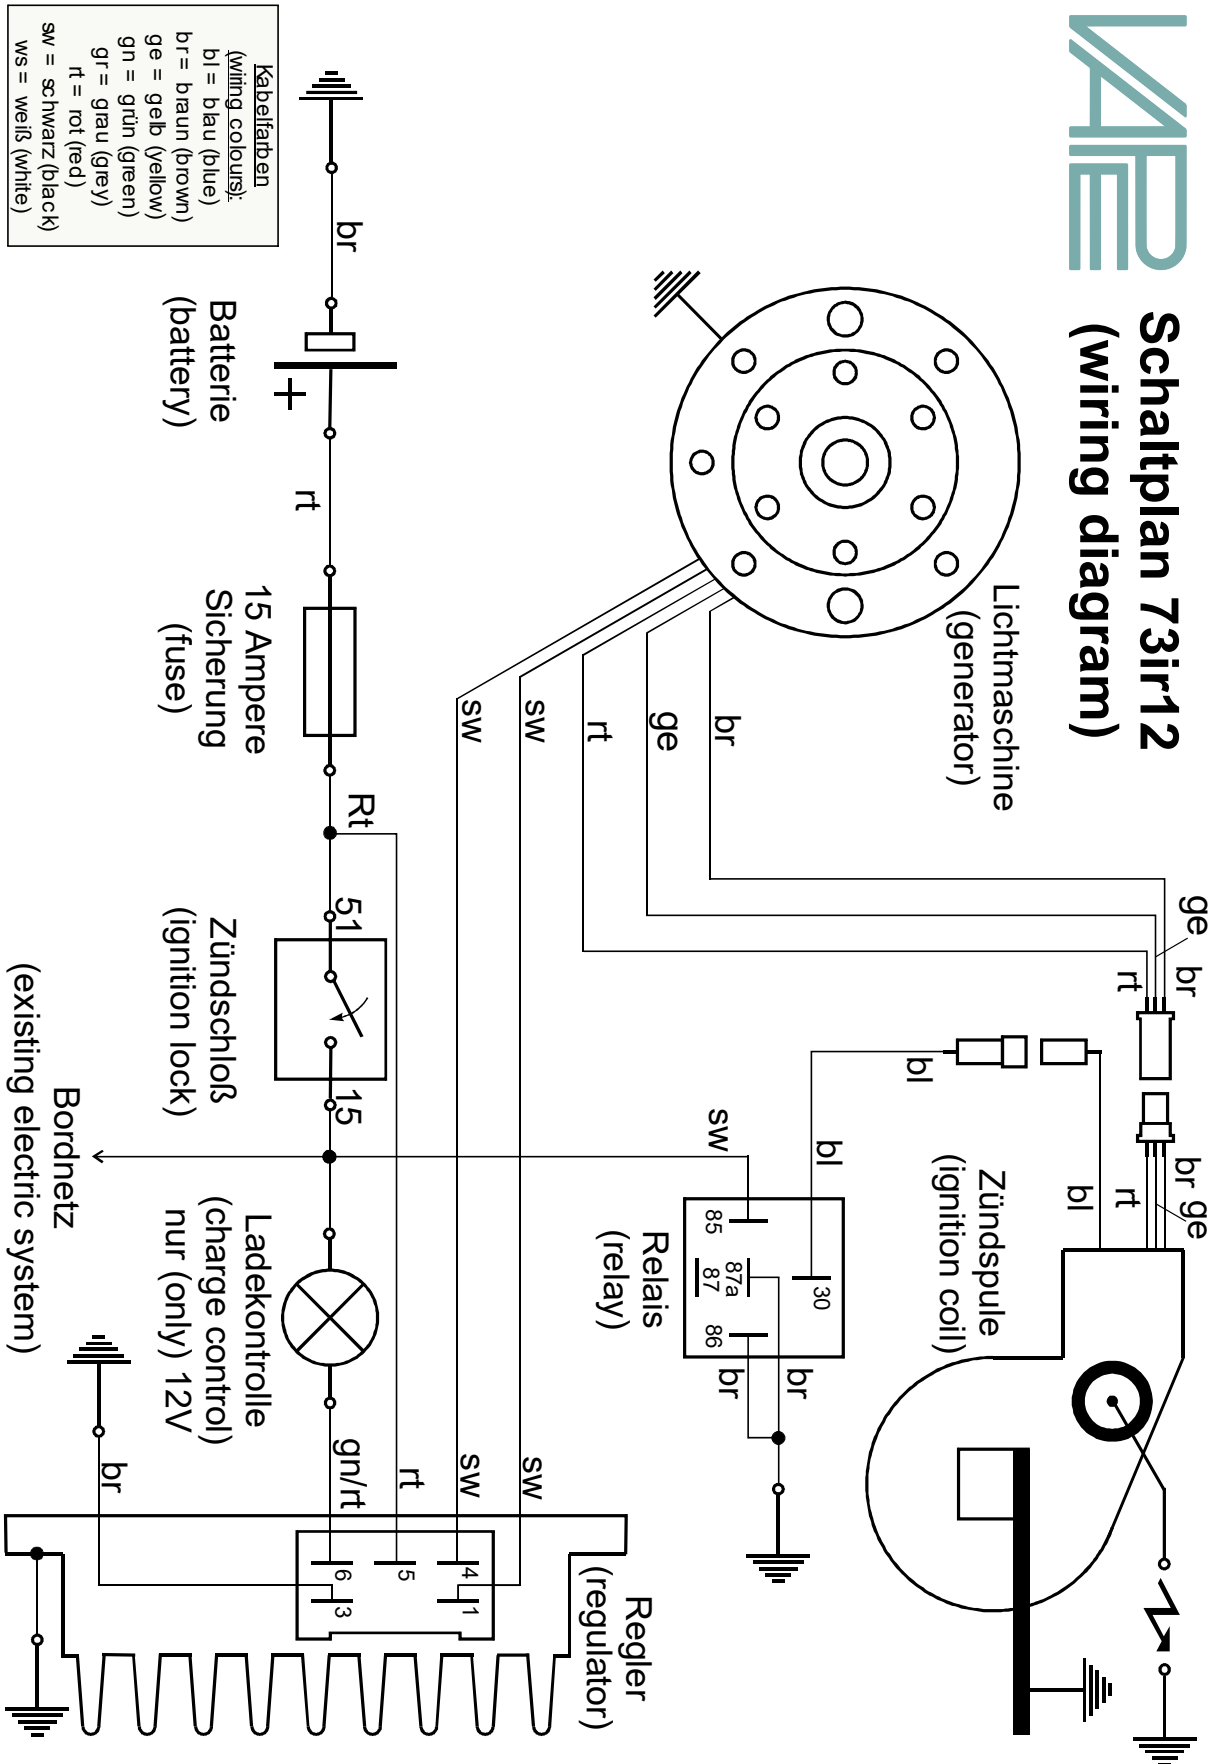 VAPE
Schaltplan 73ir12
(wiring diagram)
Lichtmaschine
(generator)
br
ge
rt
sw
sw
ge
br
rt
br
ge
rt
bl
bl
bl
Zündspule
(ignition coil)
sw
85
87a
87
86
30
br
br
Relais
(relay)
Kabelfarben
(wiring colours):
bl = blau (blue)
br = braun (brown)
ge = gelb (yellow)
gn = grün (green)
gr = grau (grey)
rt = rot (red)
sw = schwarz (black)
ws = weiß (white)
br
Batterie
(battery)
+
rt
15 Ampere
Sicherung
(fuse)
Rt
51
15
Zündschloß
(ignition lock)
Bordnetz
(existing electric system)
Ladekontrolle
(charge control)
nur (only) 12V
gn/rt
rt
sw
sw
br
4
1
5
6
3
Regler
(regulator)